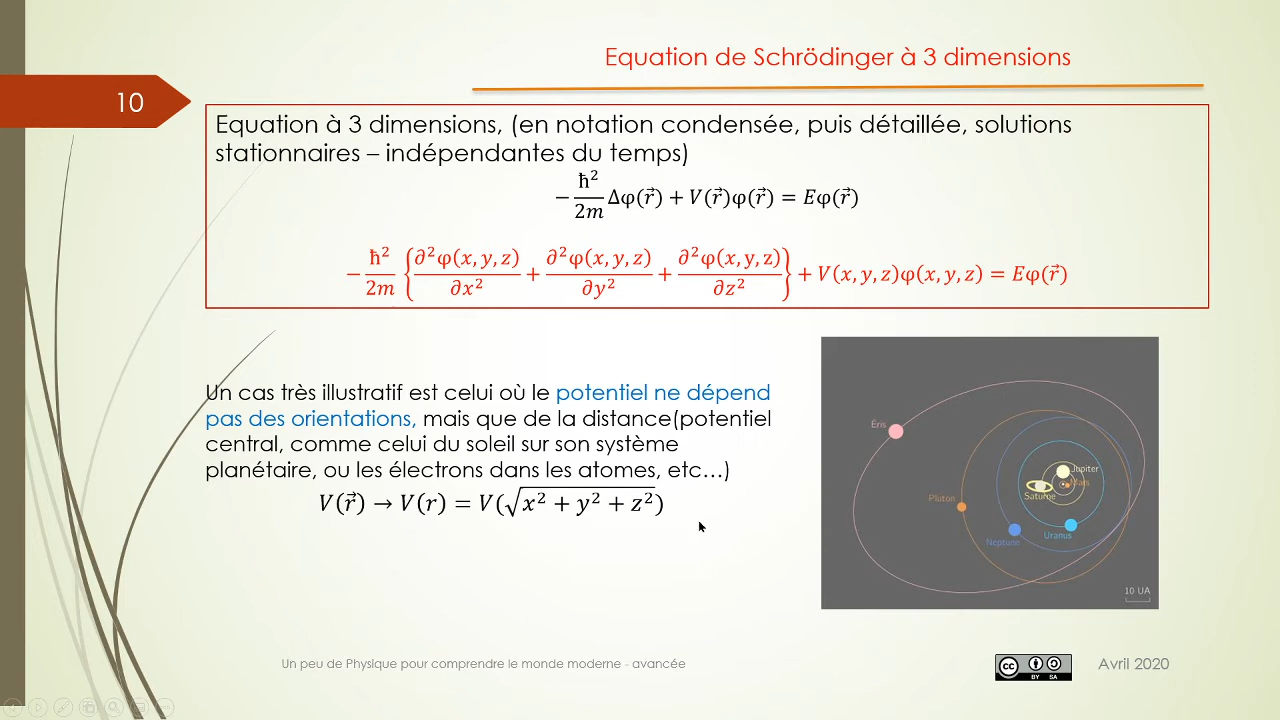 Equation de Schrödinger à 3 dimensions
10
Equation à 3 dimensions, (en notation condensée, puis détaillée, solutions
stationnaires – indépendantes du temps)
−ħ²/2m Δφ(r⃗) + V(r⃗)φ(r⃗) = Eφ(r⃗)
−ħ²/2m {∂²φ(x, y, z)/∂x² + ∂²φ(x, y, z)/∂y² + ∂²φ(x, y, z)/∂z²} + V(x, y, z)φ(x, y, z) = Eφ(r⃗)
Un cas très illustratif est celui où le potentiel ne dépend
pas des orientations, mais que de la distance(potentiel
central, comme celui du soleil sur son système
planétaire, ou les électrons dans les atomes, etc…)
V(r⃗) → V(r) = V(√x² + y² + z²)
Éris
Jupiter
Mars
Saturne
Pluton
Uranus
Neptune
10 UA
Un peu de Physique pour comprendre le monde moderne - avancée
cc
BY SA
Avril 2020